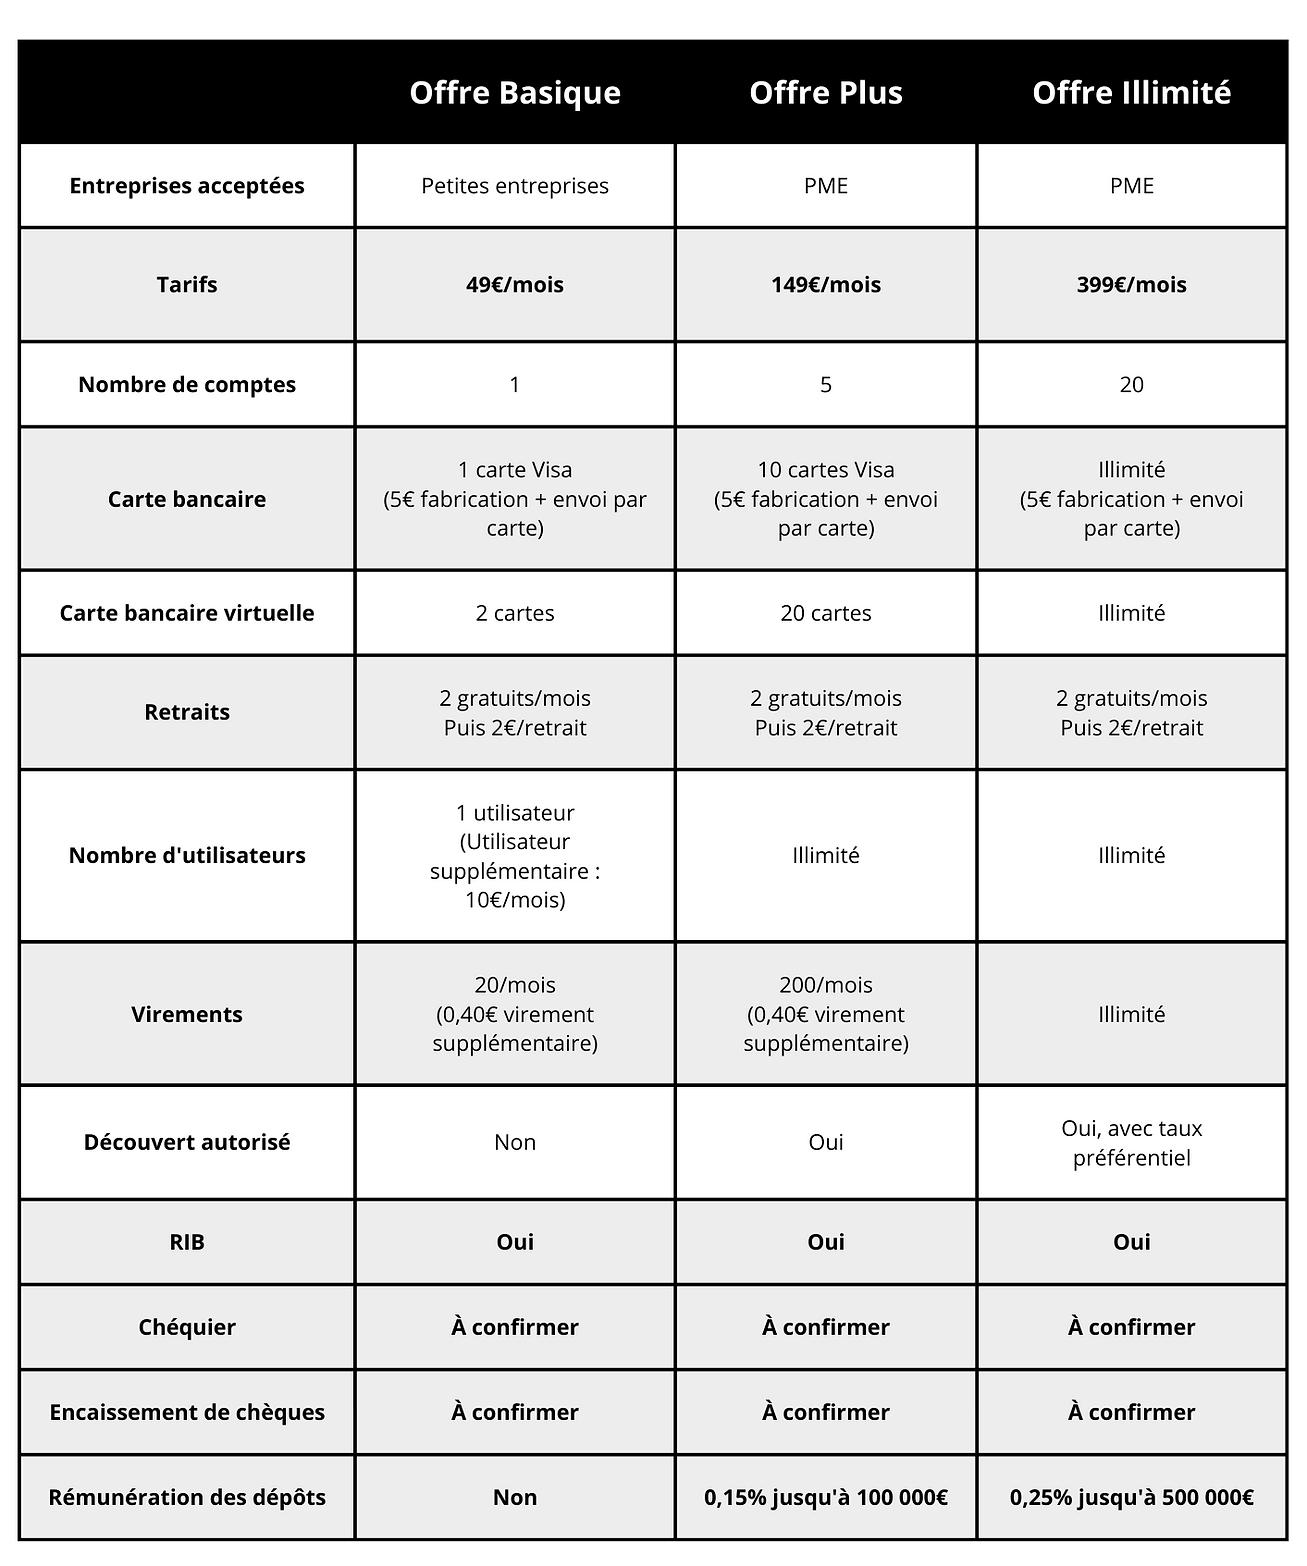 Offre Basique
Offre Plus
Offre Illimité
Entreprises acceptées
Petites entreprises
PME
PME
Tarifs
49€/mois
149€/mois
399€/mois
Nombre de comptes
1
5
20
Carte bancaire
1 carte Visa
(5€ fabrication + envoi par
carte)
10 cartes Visa
(5€ fabrication + envoi
par carte)
Illimité
(5€ fabrication + envoi
par carte)
Carte bancaire virtuelle
2 cartes
20 cartes
Illimité
Retraits
2 gratuits/mois
Puis 2€/retrait
2 gratuits/mois
Puis 2€/retrait
2 gratuits/mois
Puis 2€/retrait
Nombre d'utilisateurs
1 utilisateur
(Utilisateur
supplémentaire :
10€/mois)
Illimité
Illimité
Virements
20/mois
(0,40€ virement
supplémentaire)
200/mois
(0,40€ virement
supplémentaire)
Illimité
Découvert autorisé
Non
Oui
Oui, avec taux
préférentiel
RIB
Oui
Oui
Oui
Chéquier
À confirmer
À confirmer
À confirmer
Encaissement de chèques
À confirmer
À confirmer
À confirmer
Rémunération des dépôts
Non
0,15% jusqu'à 100 000€
0,25% jusqu'à 500 000€